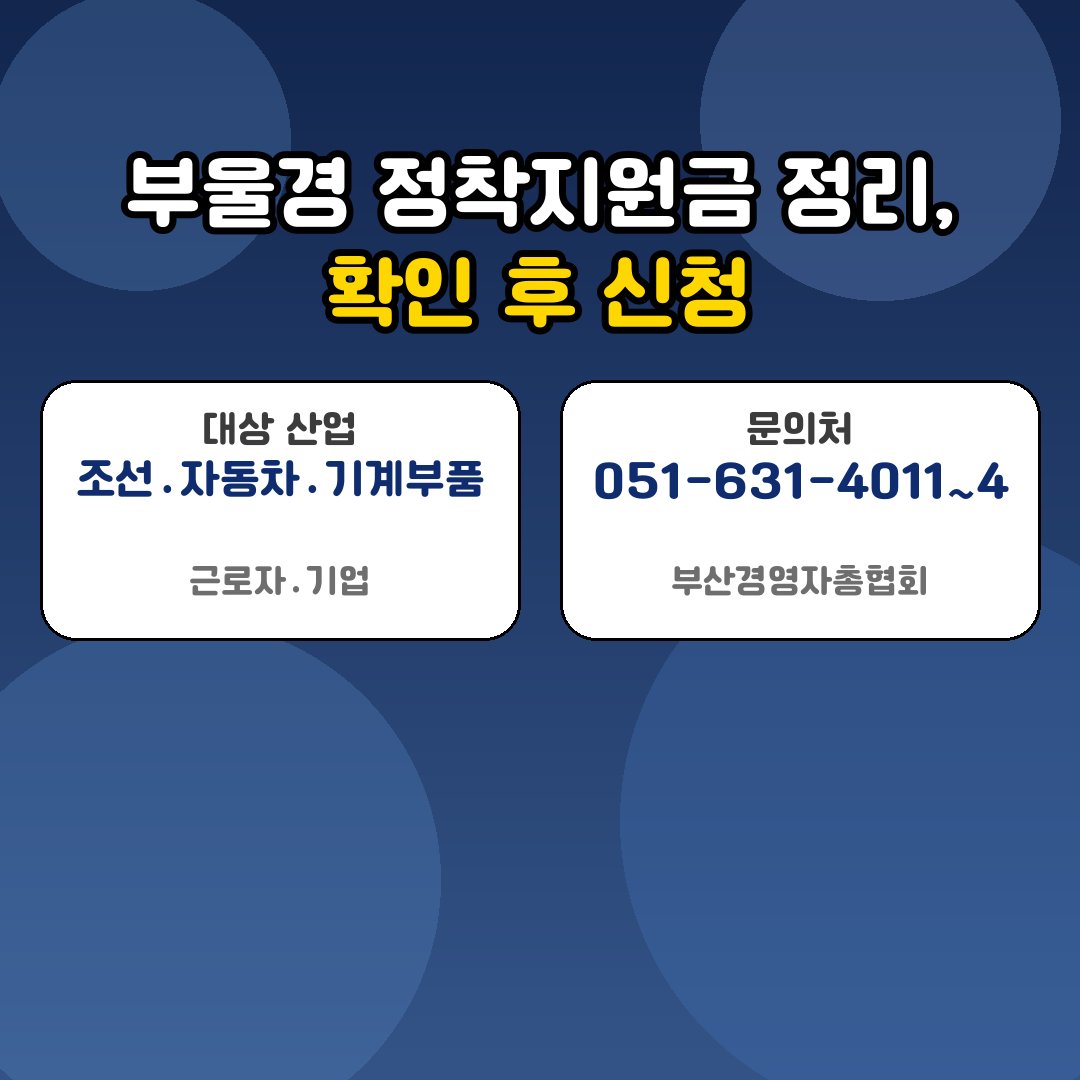 부울경 정착지원금 정리,
확인 후 신청
대상 산업
조선.자동차.기계부품
근로자.기업
문의처
051-631-4011~4
부산경영자총협회